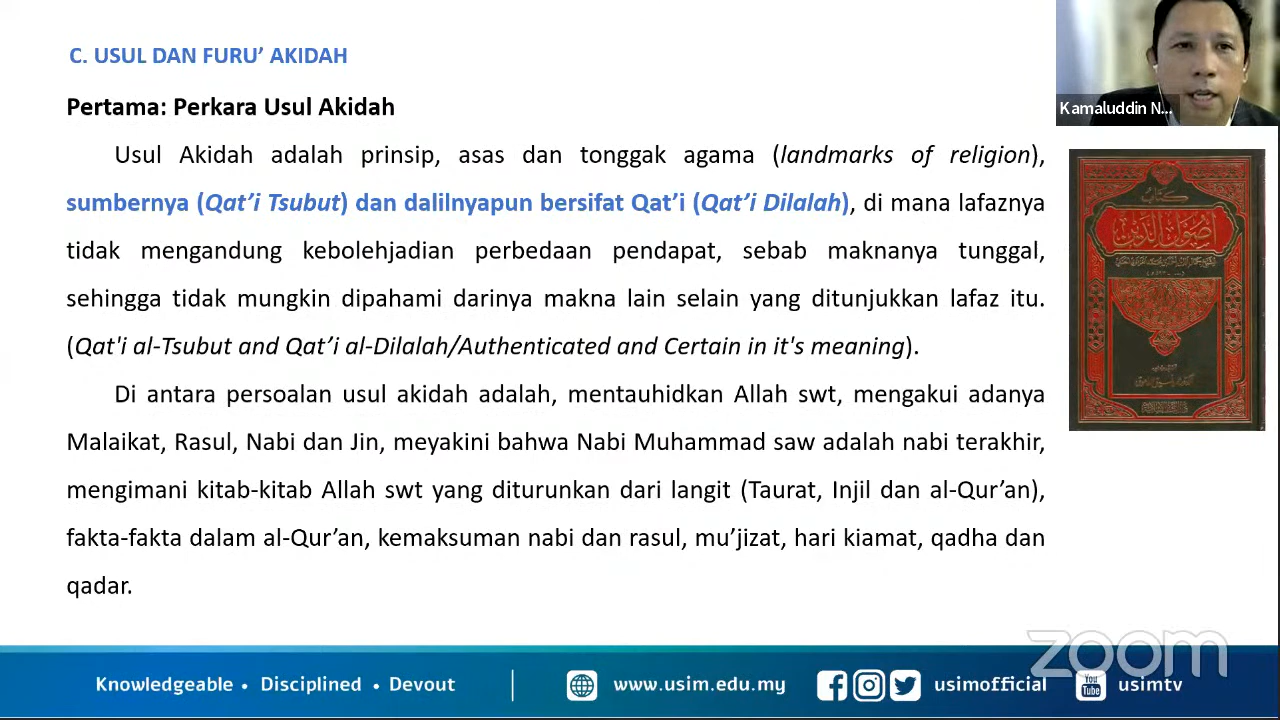 C. USUL DAN FURU’ AKIDAH
Pertama: Perkara Usul Akidah
Usul Akidah adalah prinsip, asas dan tonggak agama (landmarks of religion),
sumbernya (Qat’i Tsubut) dan dalilnyapun bersifat Qat’i (Qat’i Dilalah), di mana lafaznya
tidak mengandung kebolehjadian perbedaan pendapat, sebab maknanya tunggal,
sehingga tidak mungkin dipahami darinya makna lain selain yang ditunjukkan lafaz itu.
(Qat'i al-Tsubut and Qat’i al-Dilalah/Authenticated and Certain in it's meaning).
Di antara persoalan usul akidah adalah, mentauhidkan Allah swt, mengakui adanya
Malaikat, Rasul, Nabi dan Jin, meyakini bahwa Nabi Muhammad saw adalah nabi terakhir,
mengimani kitab-kitab Allah swt yang diturunkan dari langit (Taurat, Injil dan al-Qur’an),
fakta-fakta dalam al-Qur’an, kemaksuman nabi dan rasul, mu’jizat, hari kiamat, qadha dan
qadar.
Kamaluddin N...
كتاب
أصول الدين
zoom
Knowledgeable • Disciplined • Devout
www.usim.edu.my
usimofficial
You
Tube
usimtv